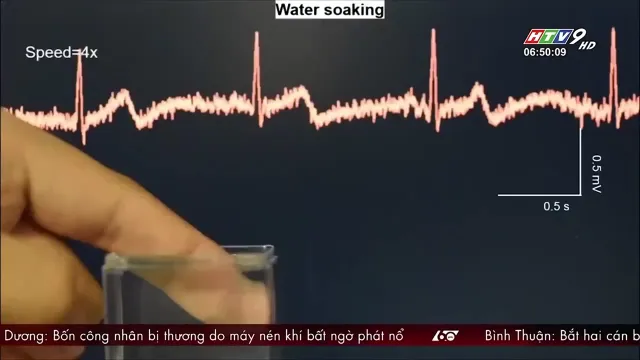 Water soaking
Speed=4x
HTV9 HD
06:50:09
0.5 mV
0.5 s
Dương: Bốn công nhân bị thương do máy nén khí bất ngờ phát nổ
60
Bình Thuận: Bắt hai cán b